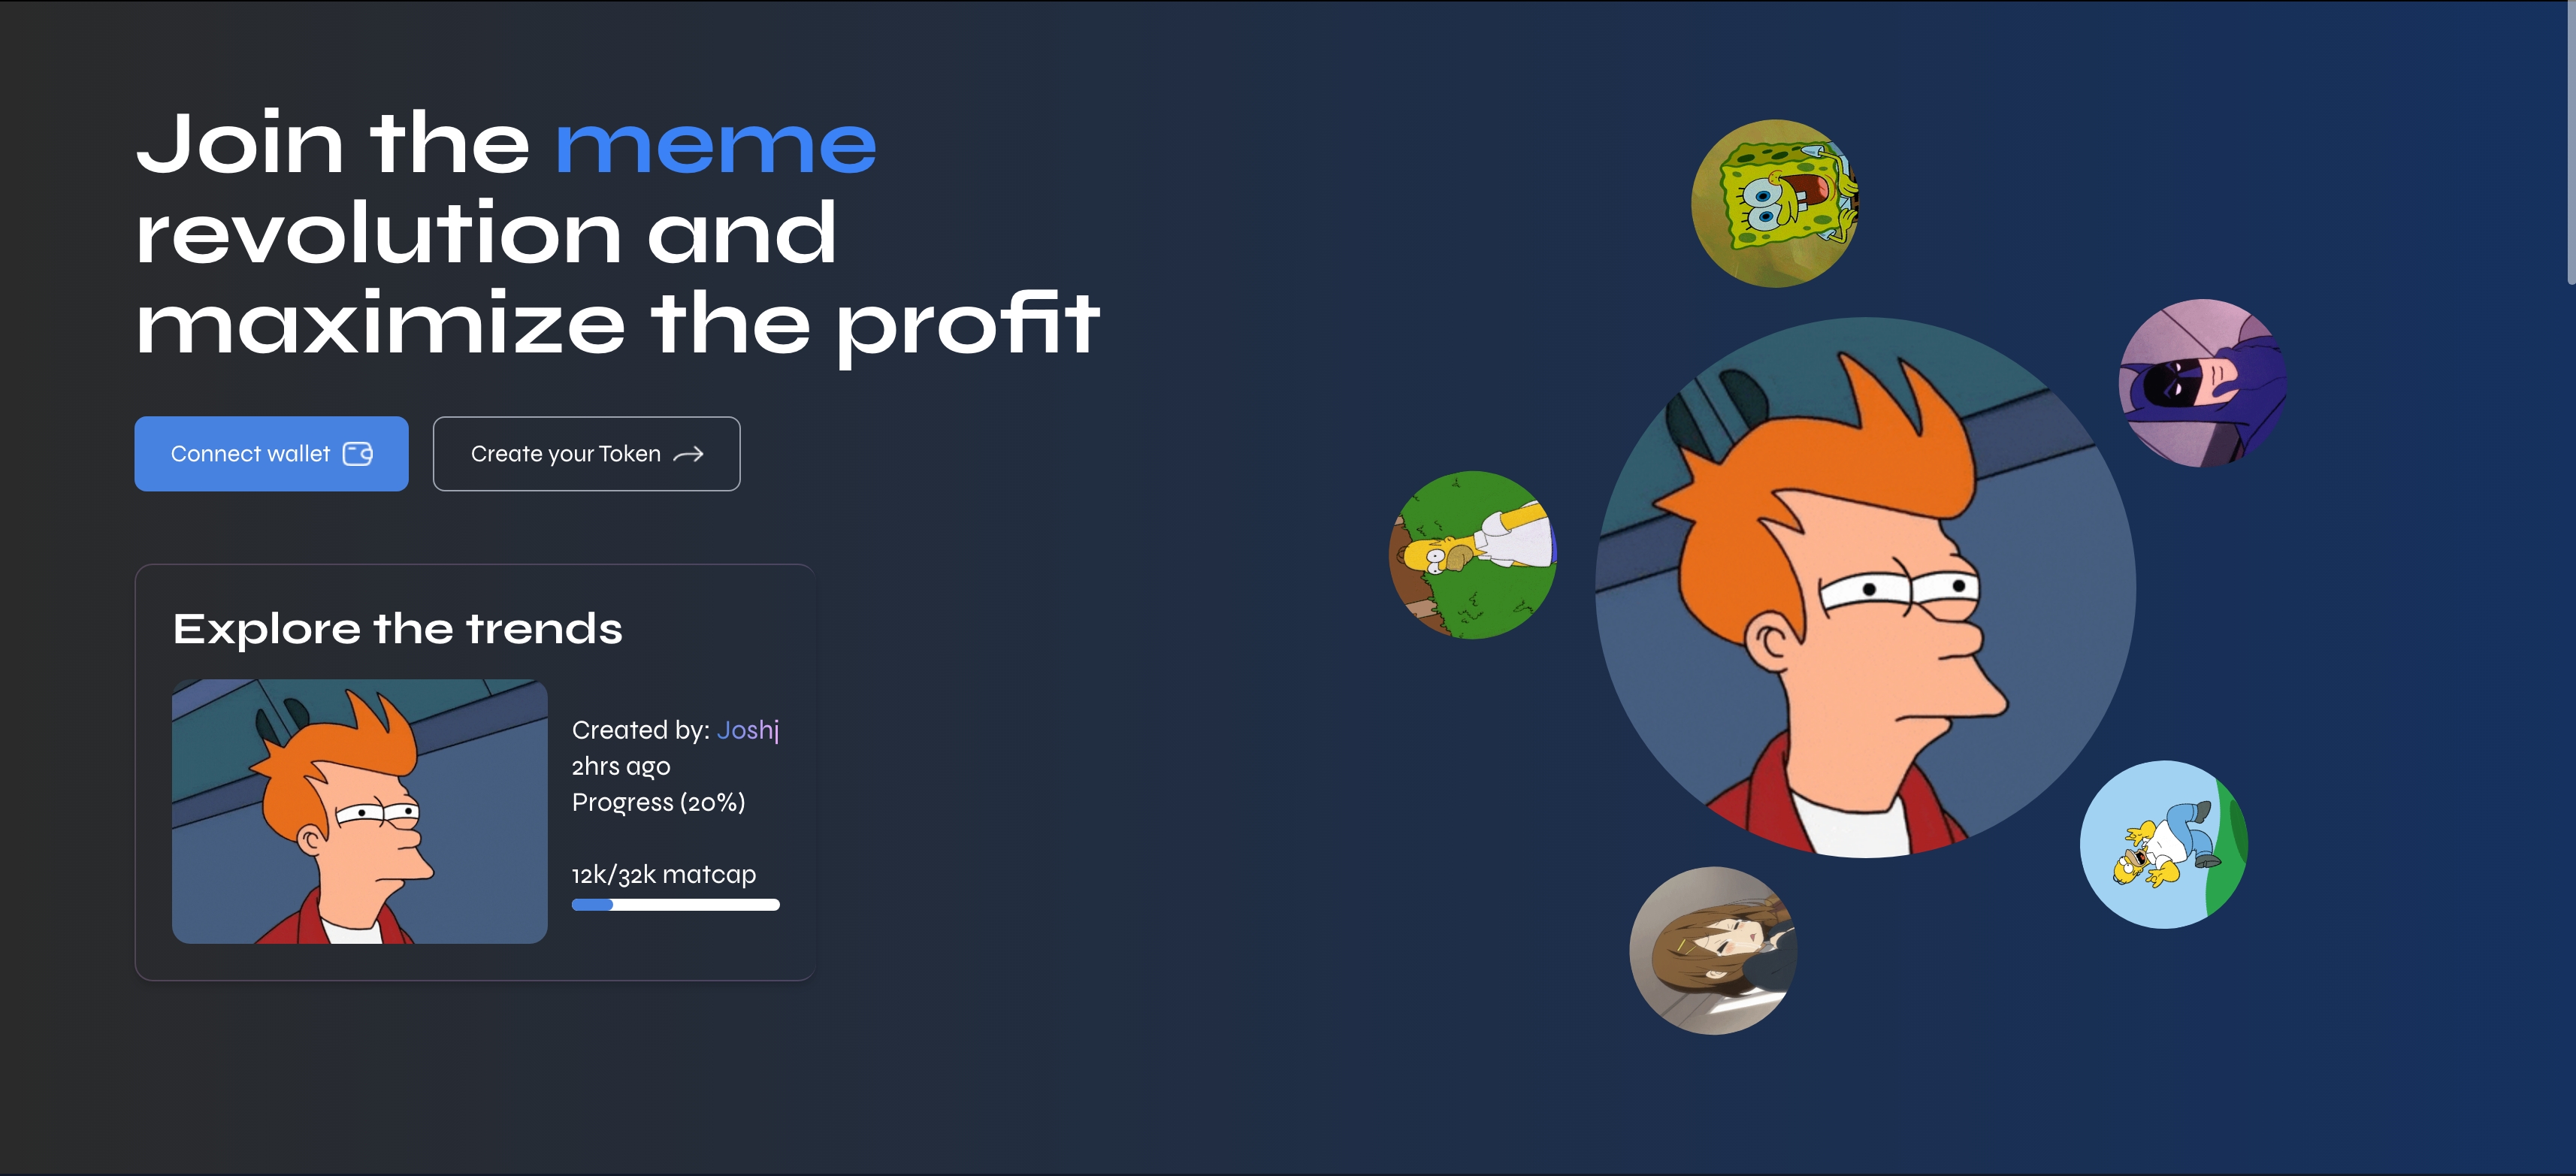 Join the meme
revolution and
maximize the profit
Connect wallet
Create your Token
Explore the trends
Created by: Joshj
2hrs ago
Progress (20%)
12k/32k matcap